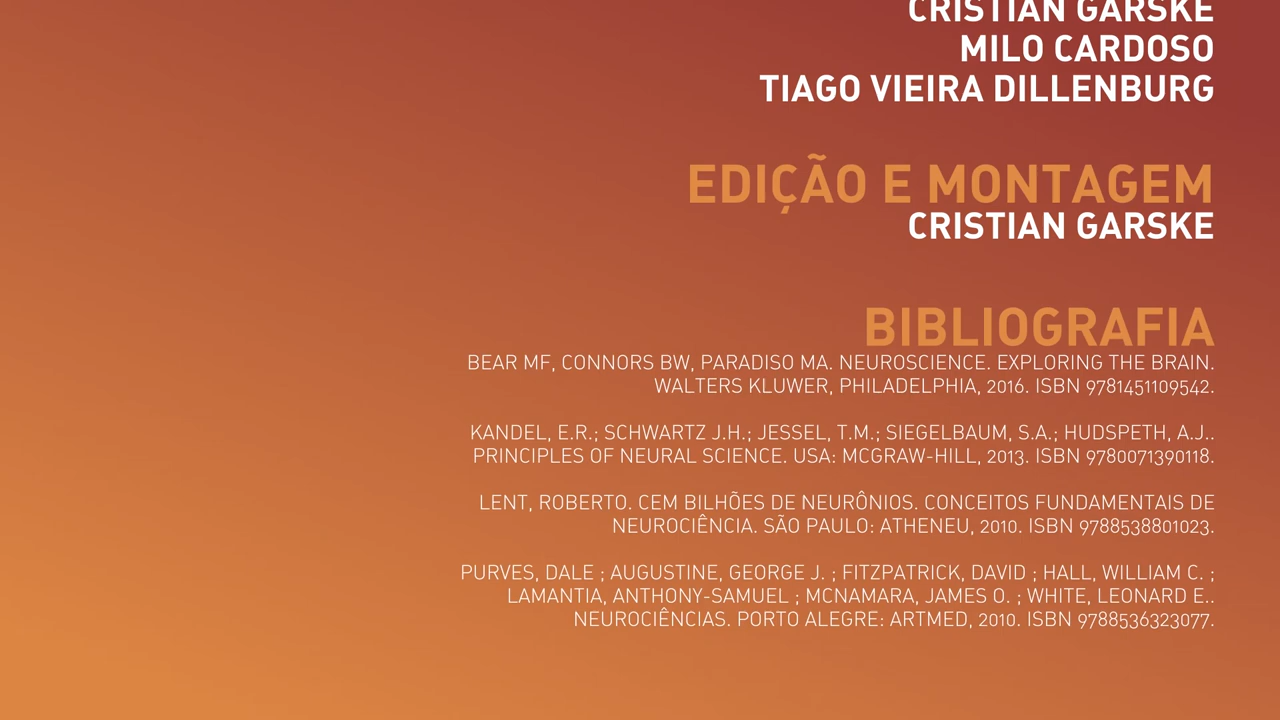 CRISTIAN GARSKE
MILO CARDOSO
TIAGO VIEIRA DILLENBURG
EDIÇÃO E MONTAGEM
CRISTIAN GARSKE
BIBLIOGRAFIA
BEAR MF, CONNORS BW, PARADISO MA. NEUROSCIENCE. EXPLORING THE BRAIN.
WALTERS KLUWER, PHILADELPHIA, 2016. ISBN 9781451109542.
KANDEL, E.R.; SCHWARTZ J.H.; JESSEL, T.M.; SIEGELBAUM, S.A.; HUDSPETH, A.J..
PRINCIPLES OF NEURAL SCIENCE. USA: MCGRAW-HILL, 2013. ISBN 9780071390118.
LENT, ROBERTO. CEM BILHÕES DE NEURÔNIOS. CONCEITOS FUNDAMENTAIS DE
NEUROCIÊNCIA. SÃO PAULO: ATHENEU, 2010. ISBN 9788538801023.
PURVES, DALE ; AUGUSTINE, GEORGE J. ; FITZPATRICK, DAVID ; HALL, WILLIAM C. ;
LAMANTIA, ANTHONY-SAMUEL ; MCNAMARA, JAMES O. ; WHITE, LEONARD E..
NEUROCIÊNCIAS. PORTO ALEGRE: ARTMED, 2010. ISBN 9788536323077.